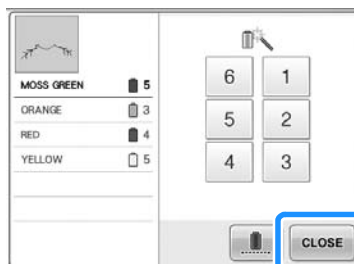 MOSS GREEN 5
6 1
ORANGE 3
5 2
RED 4
YELLOW 5
4 3
CLOSE